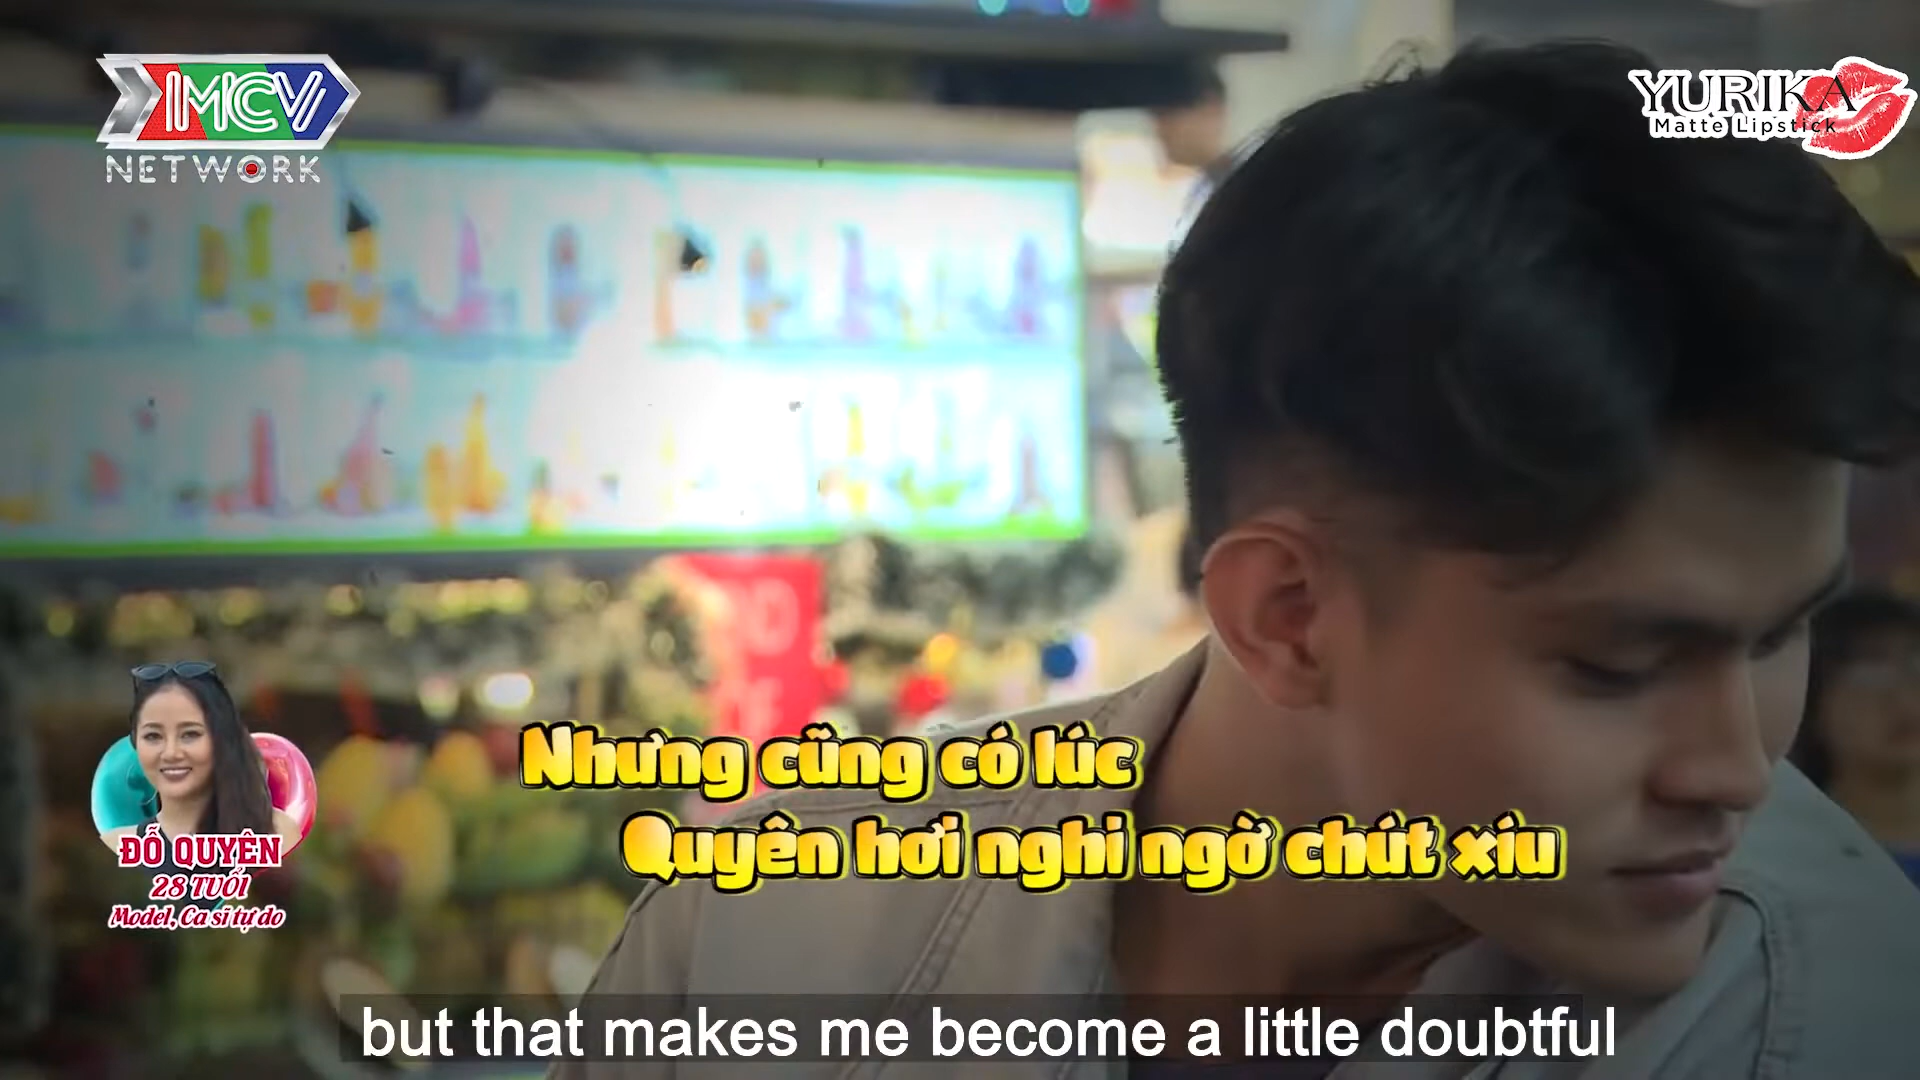 MCV
NETWORK
YURIKA
Matte Lipstick
Nhưng cũng có lúc
Quyên hơi nghi ngờ chút xíu
ĐỖ QUYÊN
28 TUỔI
Model, Ca sĩ tự do
but that makes me become a little doubtful